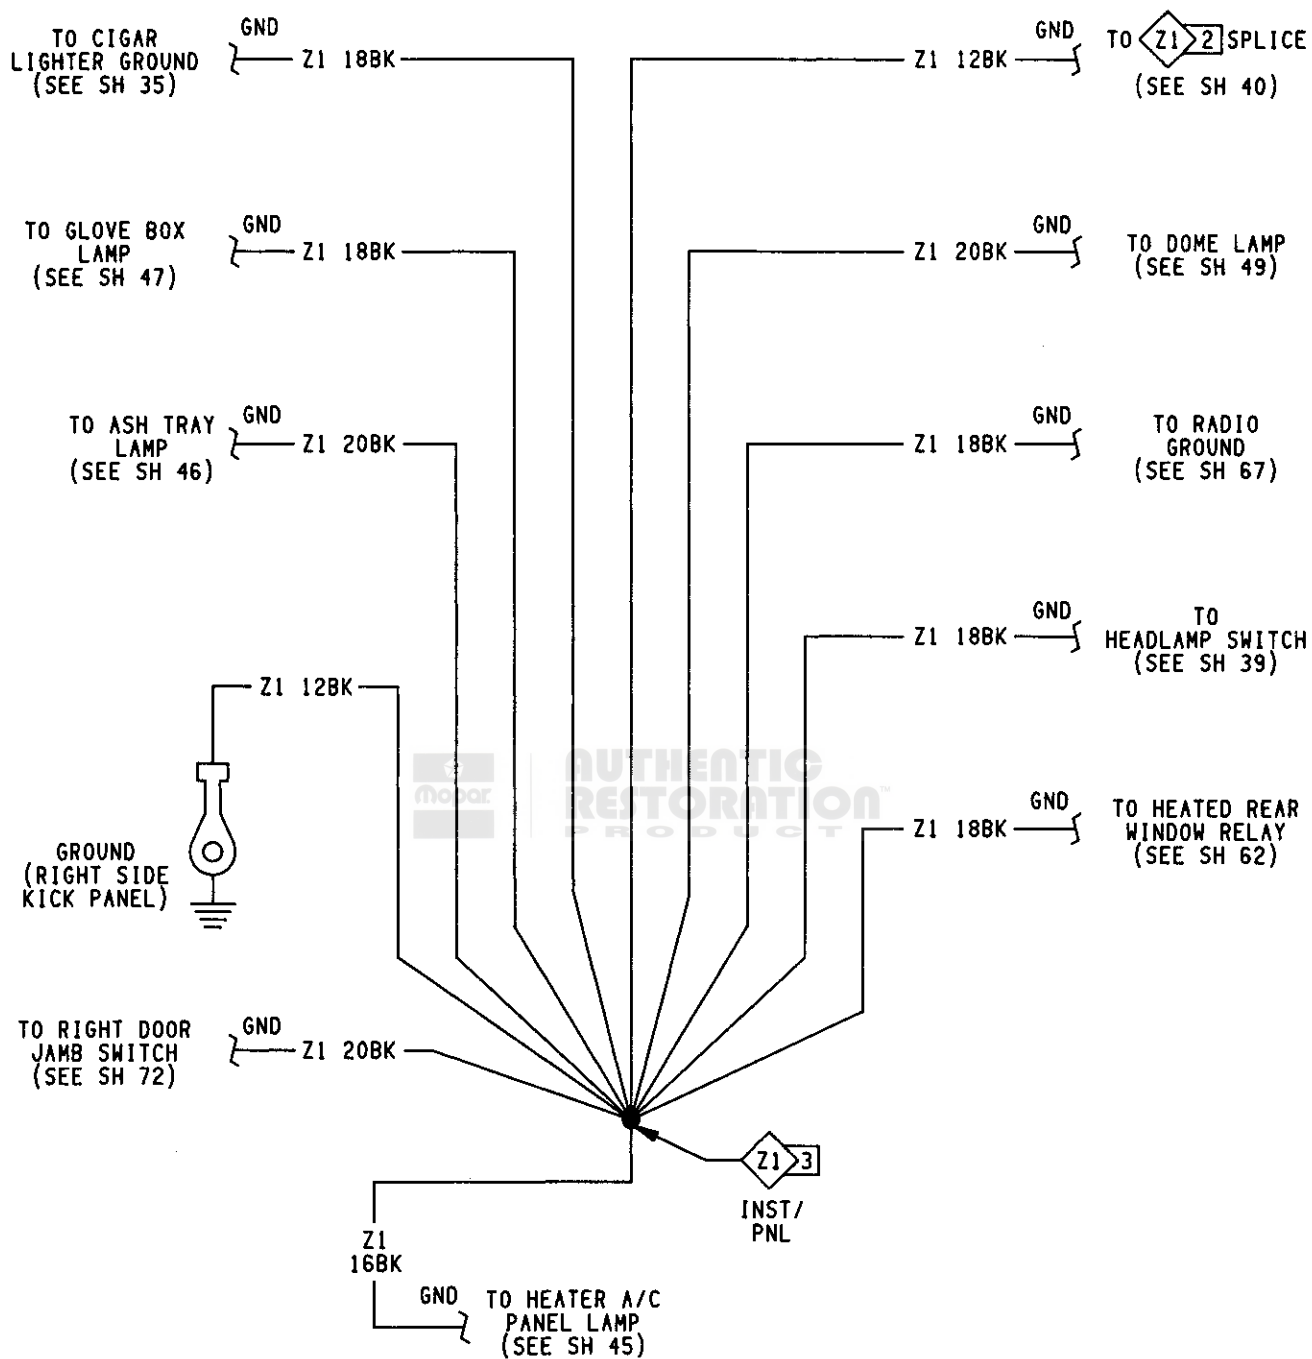 GND
TO CIGAR
LIGHTER GROUND
(SEE SH 35)
Z1 18BK
GND
Z1 12BK
TO Z1 2 SPLICE
(SEE SH 40)
GND
TO GLOVE BOX
LAMP
(SEE SH 47)
Z1 18BK
GND
Z1 20BK
TO DOME LAMP
(SEE SH 49)
GND
TO ASH TRAY
LAMP
(SEE SH 46)
Z1 20BK
GND
Z1 18BK
TO RADIO
GROUND
(SEE SH 67)
GND
Z1 18BK
TO
HEADLAMP SWITCH
(SEE SH 39)
Z1 12BK
GROUND
(RIGHT SIDE
KICK PANEL)
Mopar
AUTHENTIC
RESTORATION™
PRODUCT
GND
Z1 18BK
TO HEATED REAR
WINDOW RELAY
(SEE SH 62)
GND
TO RIGHT DOOR
JAMB SWITCH
(SEE SH 72)
Z1 20BK
Z1 3
INST/
PNL
Z1
16BK
GND
TO HEATER A/C
PANEL LAMP
(SEE SH 45)